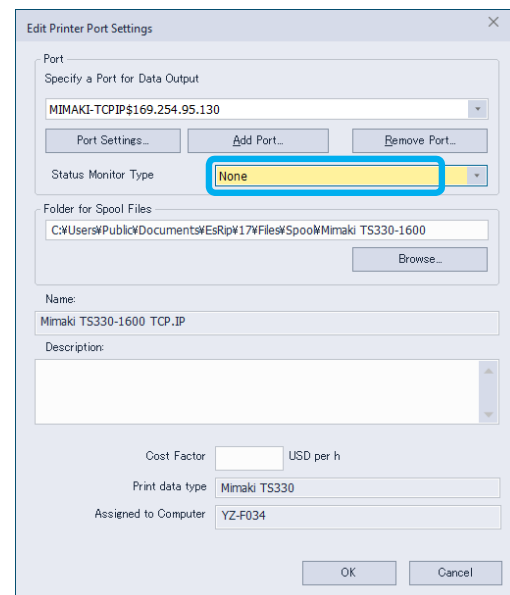 Edit Printer Port Settings
Port
Specify a Port for Data Output
MIMAKI-TCPIP$169.254.95.130
Port Settings... Add Port... Remove Port...
Status Monitor Type None
Folder for Spool Files
C:¥Users¥Public¥Documents¥EsRip¥17¥Files¥Spool¥Mimaki TS330-1600
Browse...
Name:
Mimaki TS330-1600 TCP.IP
Description:
Cost Factor USD per h
Print data type Mimaki TS330
Assigned to Computer YZ-F034
OK Cancel